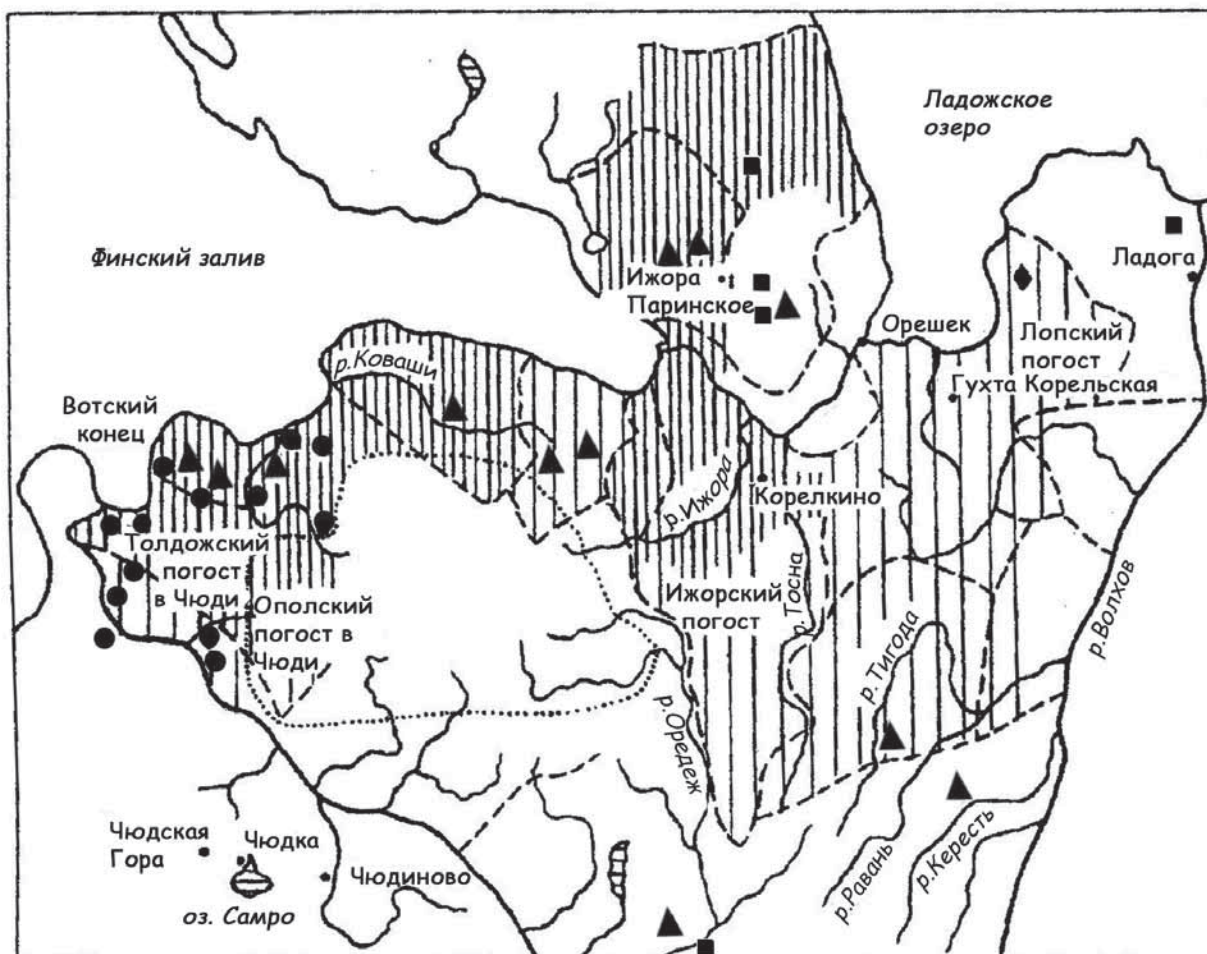 Ладожское
озеро
Финский залив
Ладога
Ижора
Паринское
Орешек
Лопский
погост
р.Коваши
Гухта Корельская
Вотский
конец
р.Ижора
Корелкино
Толдожский
погост
в Чюди
Ополский
погост в
Чюди
Ижорский
погост
р.Тосна
р.Тигода
р.Волхов
р.Оредеж
Чюдская
Гора
Чюдка
Чюдиново
оз. Самро
р.Равань
р.Кересть